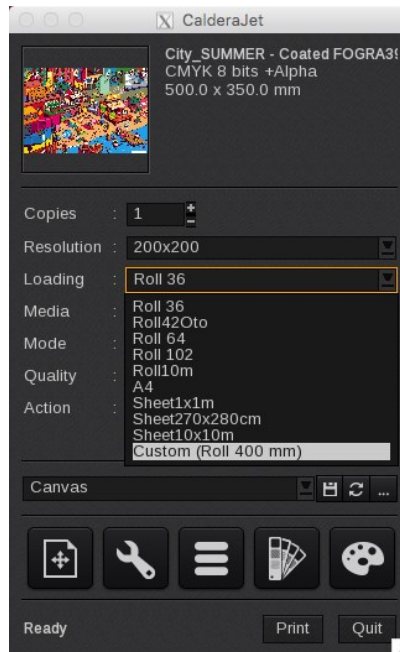 CalderaJet
City_SUMMER - Coated FOGRA39
CMYK 8 bits +Alpha
500.0 x 350.0 mm
Copies : 1
Resolution : 200x200
Loading : Roll 36
Media :
Roll 36
Roll42Oto
Mode :
Roll 64
Roll 102
Quality :
Roll10m
A4
Action :
Sheet1x1m
Sheet270x280cm
Sheet10x10m
Custom (Roll 400 mm)
Canvas
...
Ready
Print
Quit